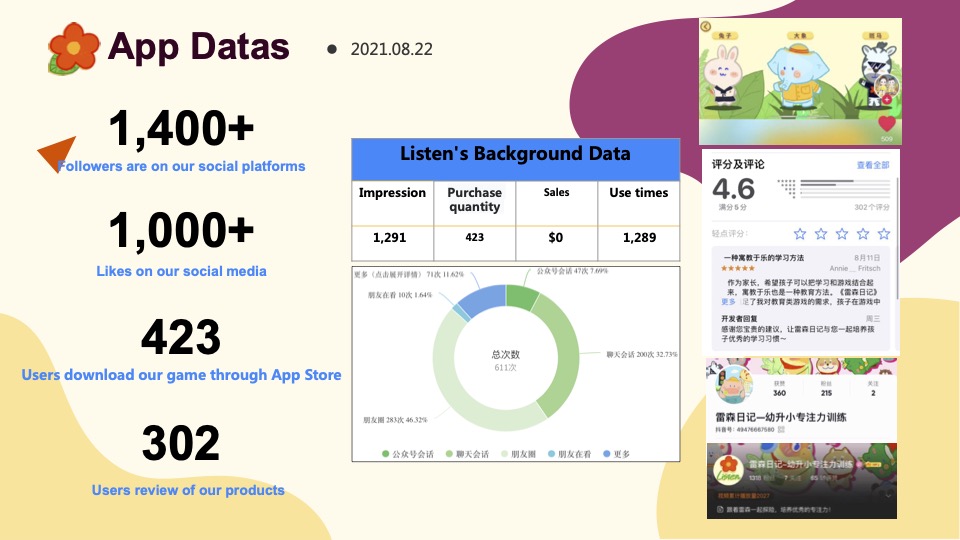 App Datas
● 2021.08.22
1,400+
Followers are on our social platforms
1,000+
Likes on our social media
423
Users download our game through App Store
302
Users review of our products
Listen's Background Data
Impression
Purchase quantity
Sales
Use times
1,291
423
$0
1,289
更多（点击展开详情）71次 11.62%
公众号会话 47次 7.69%
朋友在看 10次 1.64%
聊天会话 200次 32.73%
朋友圈 283次 46.32%
总次数
611次
公众号会话
聊天会话
朋友圈
朋友在看
更多
兔子
大象
斑马
509
评分及评论
查看全部
4.6
满分5分
302个评分
轻点评分：
一种寓教于乐的学习方法
8月11日
★★★★★
Annie __ Fritsch
作为家长，希望孩子可以把学习和游戏结合起
来，寓教于乐也是一种教育方法。《雷森日记》
更多
足了我对教育类游戏的需求，孩子在游戏中
开发者回复
周三
感谢您宝贵的建议，让雷森日记与您一起培养孩
子优秀的学习习惯~
获赞
粉丝
关注
360
215
2
雷森日记—幼升小专注力训练
抖音号：49476667580
Listen
雷森日记-幼升小专注力训练
跟着雷森一起探险，培养优秀的专注力！